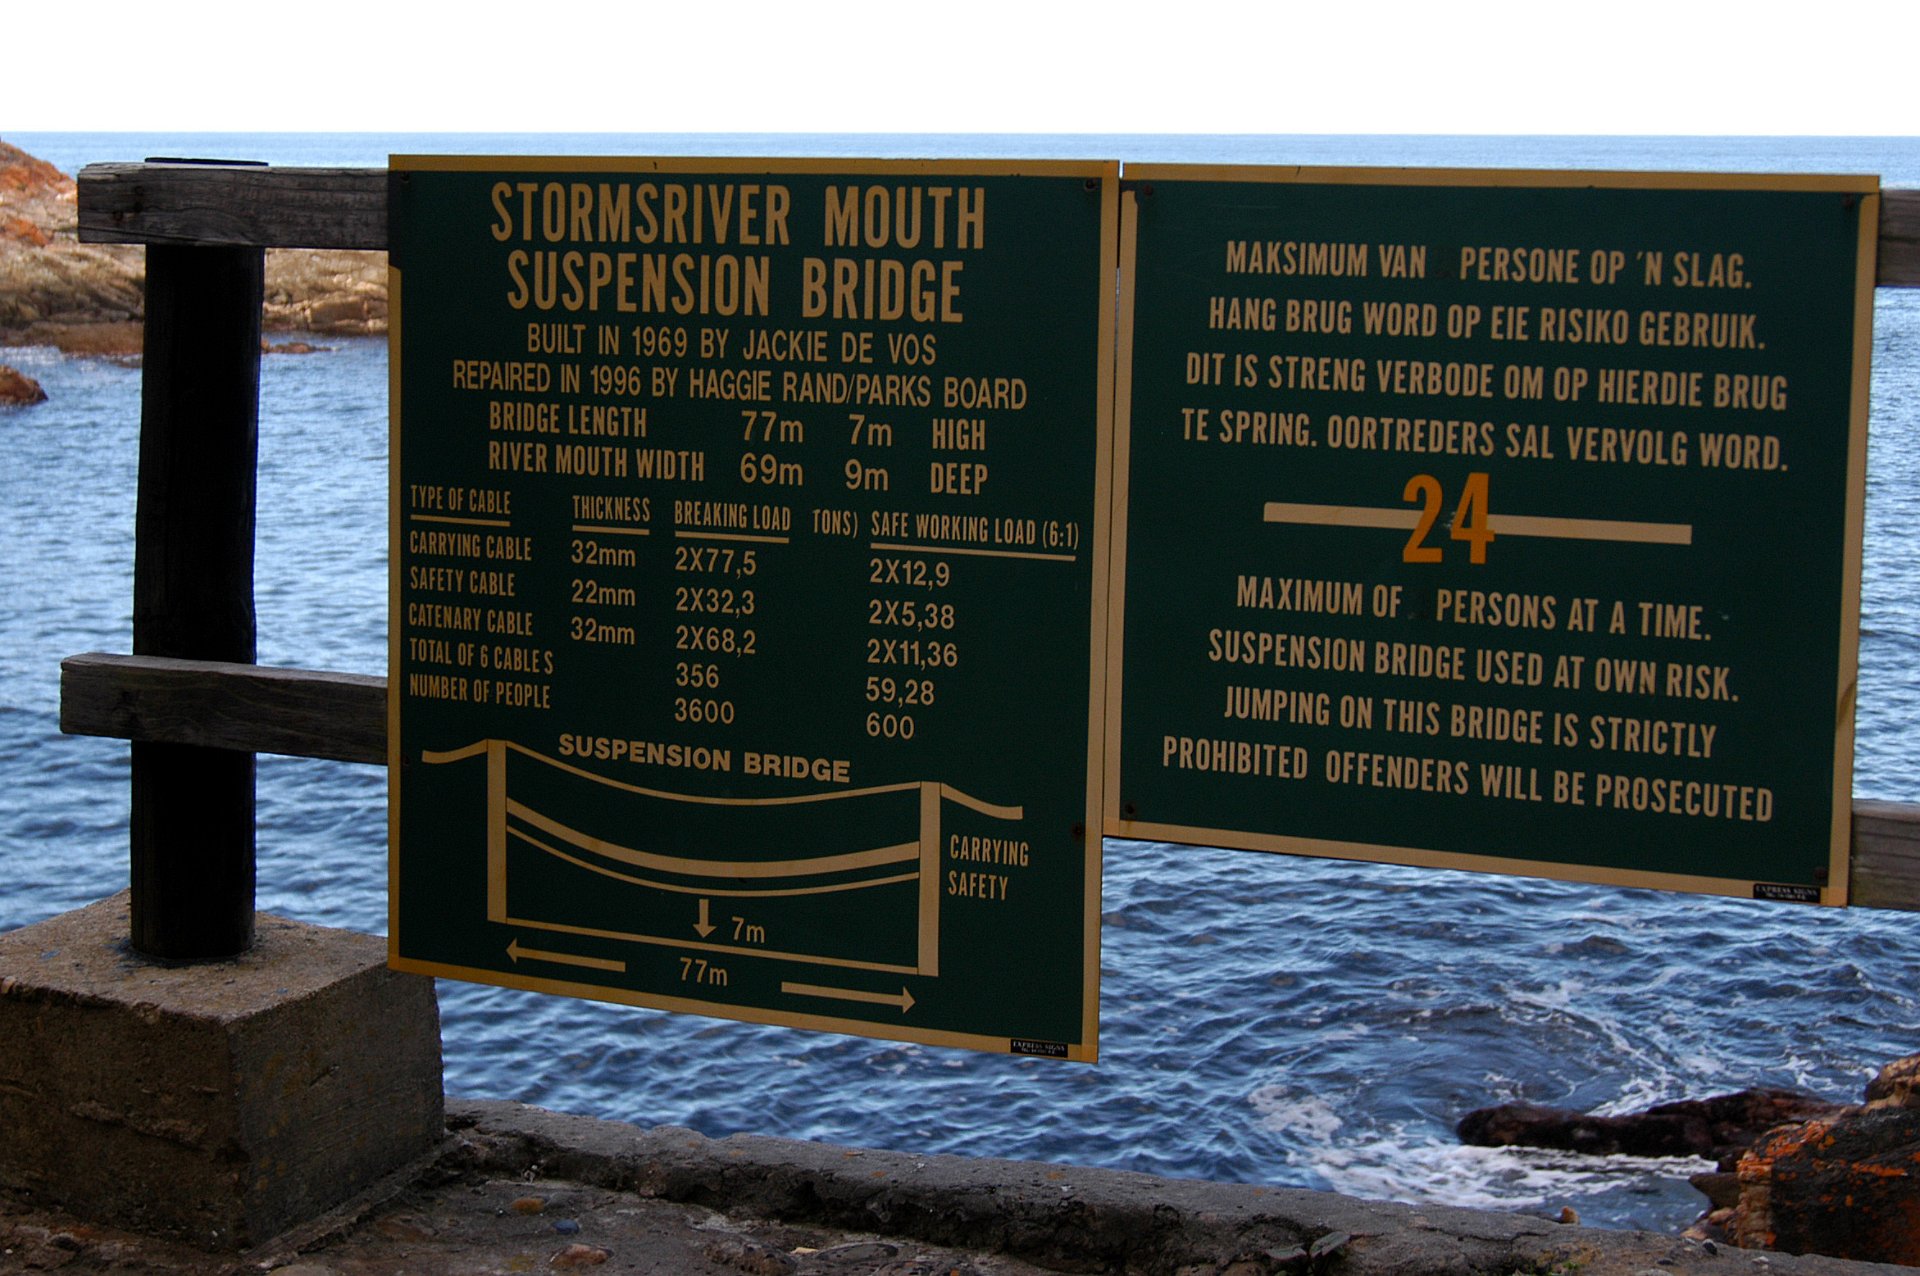 STORMSRIVER MOUTH
SUSPENSION BRIDGE
BUILT IN 1969 BY JACKIE DE VOS
REPAIRED IN 1996 BY HAGGIE RAND/PARKS BOARD
BRIDGE LENGTH 77m 7m HIGH
RIVER MOUTH WIDTH 69m 9m DEEP
TYPE OF CABLE THICKNESS BREAKING LOAD TONS) SAFE WORKING LOAD (6:1)
CARRYING CABLE 32mm 2X77,5 2X12,9
SAFETY CABLE 22mm 2X32,3 2X5,38
CATENARY CABLE 32mm 2X68,2 2X11,36
TOTAL OF 6 CABLES 356 59,28
NUMBER OF PEOPLE 3600 600
SUSPENSION BRIDGE
CARRYING
SAFETY
7m
77m
EXPRESS SIGNS
MAKSIMUM VAN PERSONE OP 'N SLAG.
HANG BRUG WORD OP EIE RISIKO GEBRUIK.
DIT IS STRENG VERBODE OM OP HIERDIE BRUG
TE SPRING. OORTREDERS SAL VERVOLG WORD.
24
MAXIMUM OF PERSONS AT A TIME.
SUSPENSION BRIDGE USED AT OWN RISK.
JUMPING ON THIS BRIDGE IS STRICTLY
PROHIBITED OFFENDERS WILL BE PROSECUTED
EXPRESS SIGNS